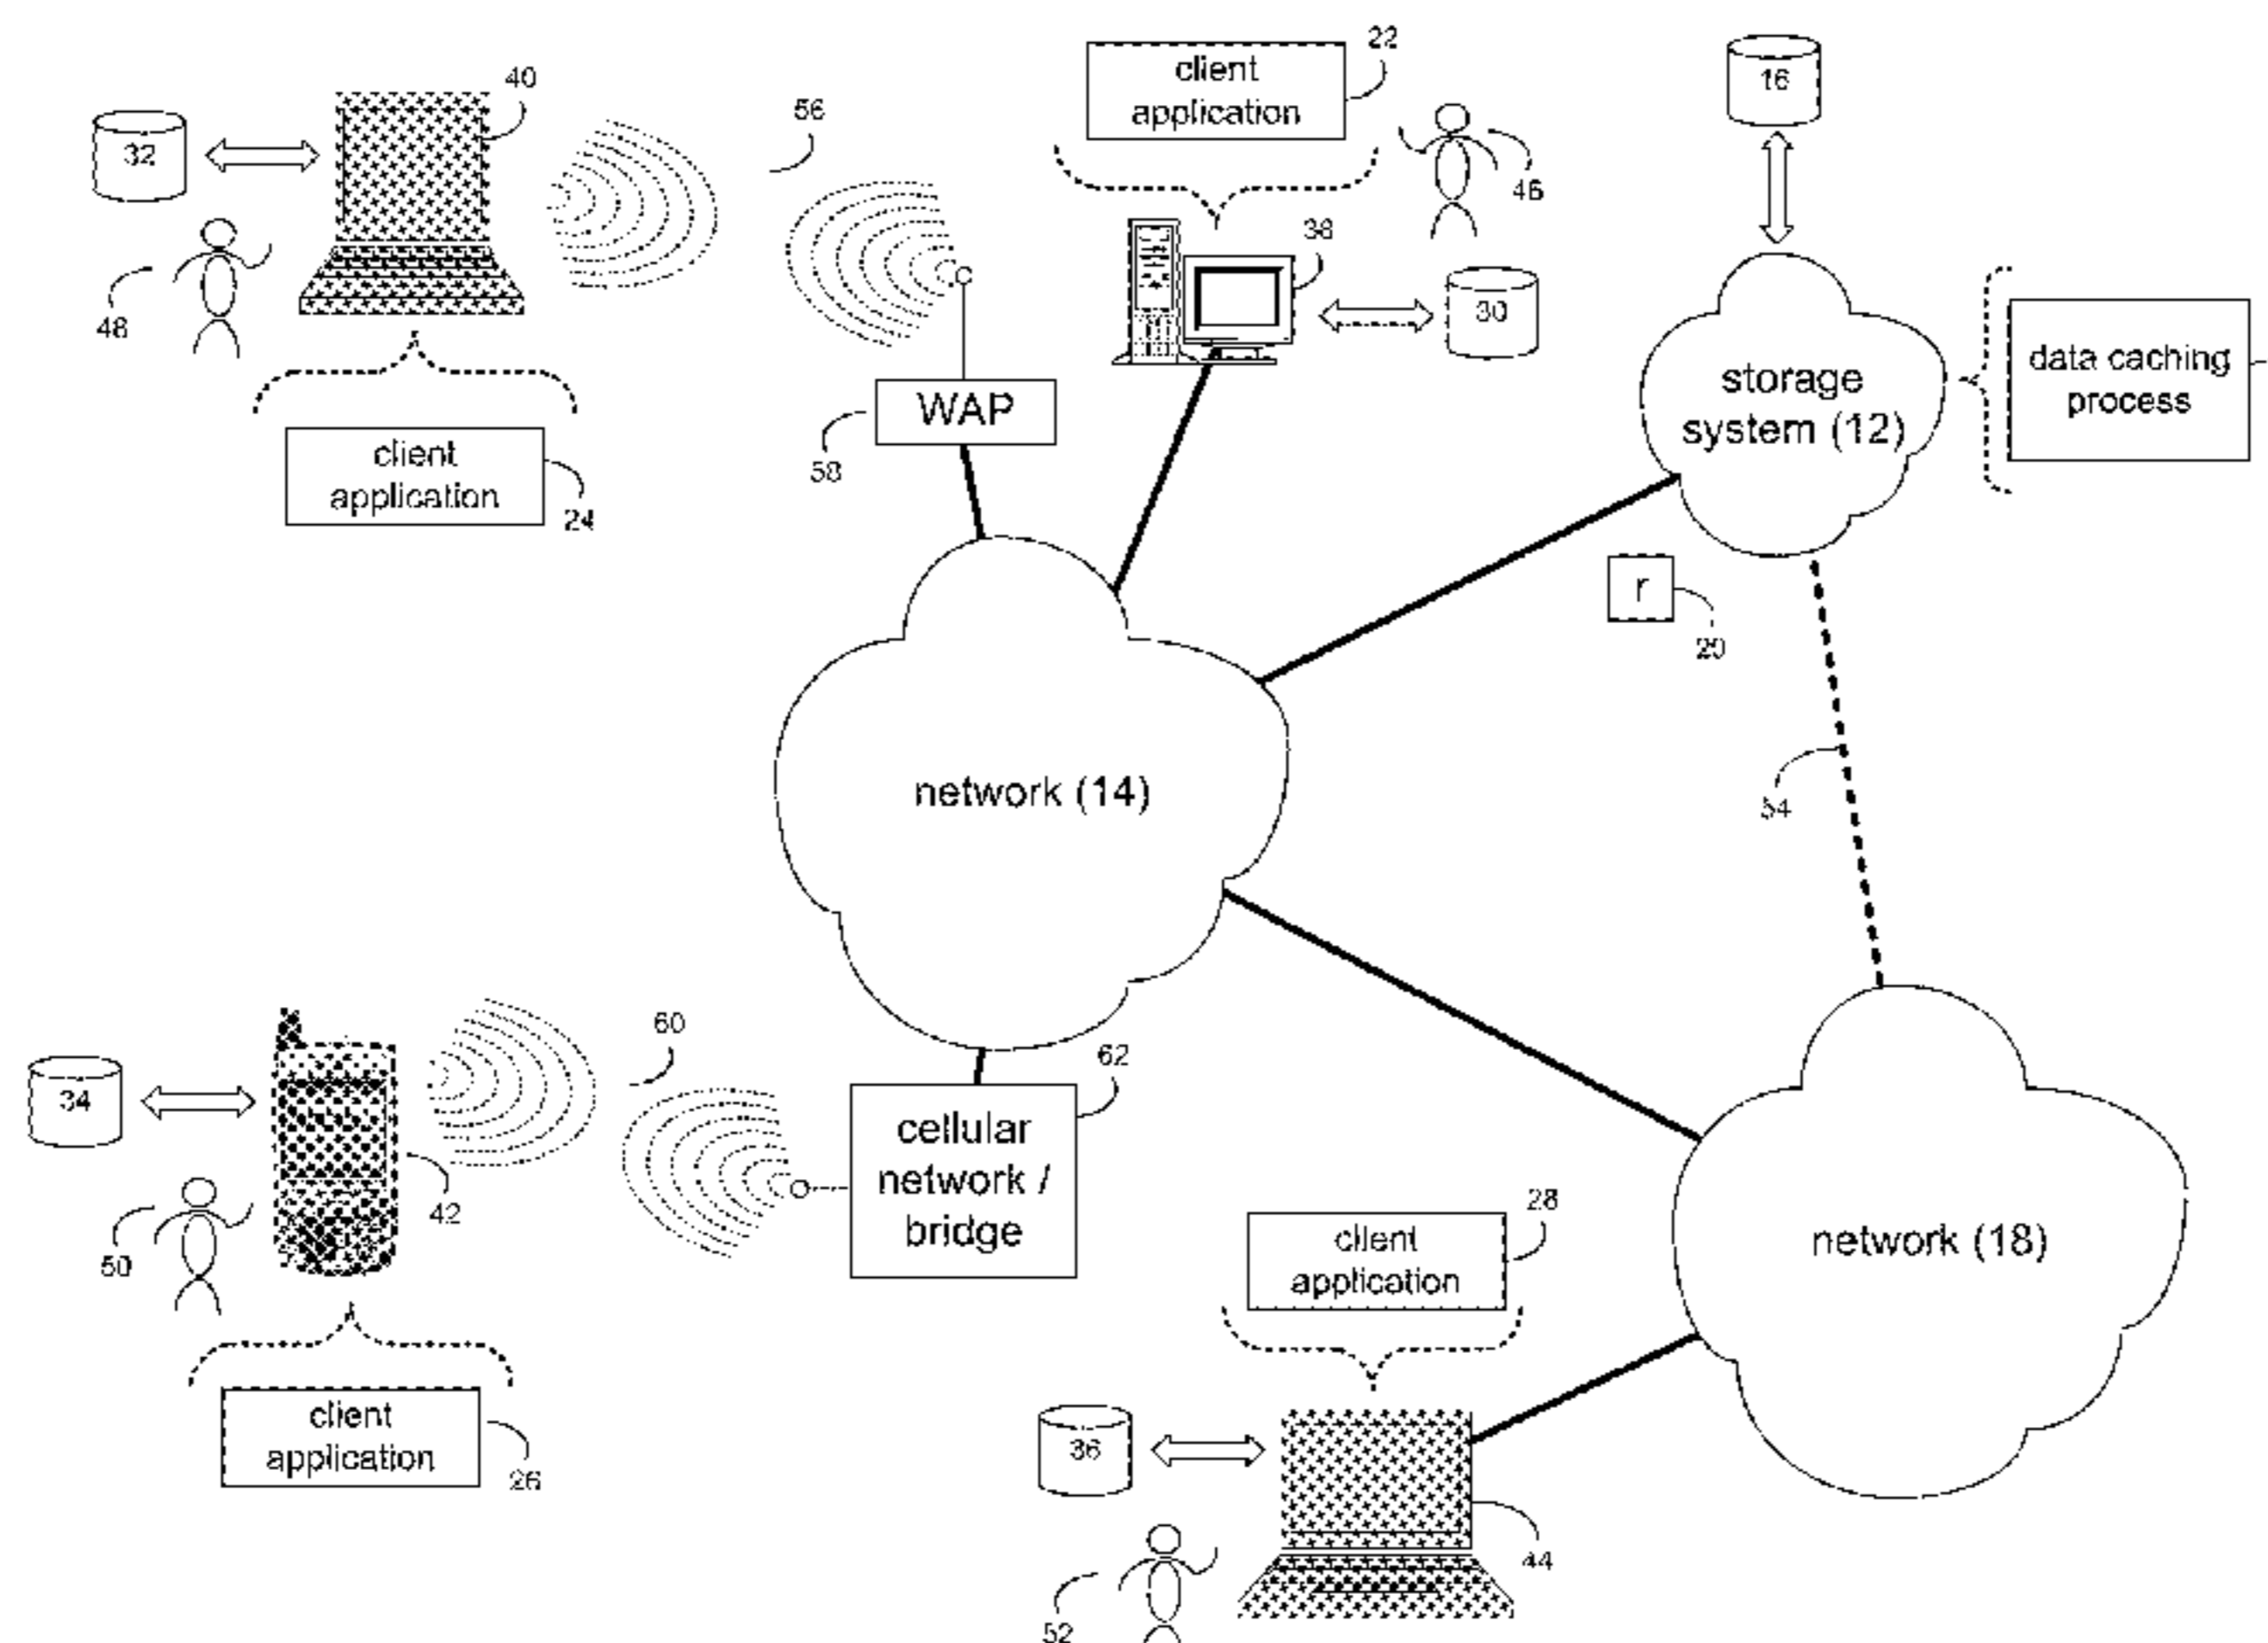 22
client
application
16
40
56
32
46
38
48
30
data caching
process
storage
system (12)
WAP
58
client
application
24
r
20
network (14)
54
60
62
34
cellular
network /
bridge
42
28
50
client
application
network (18)
client
application
26
36
44
52